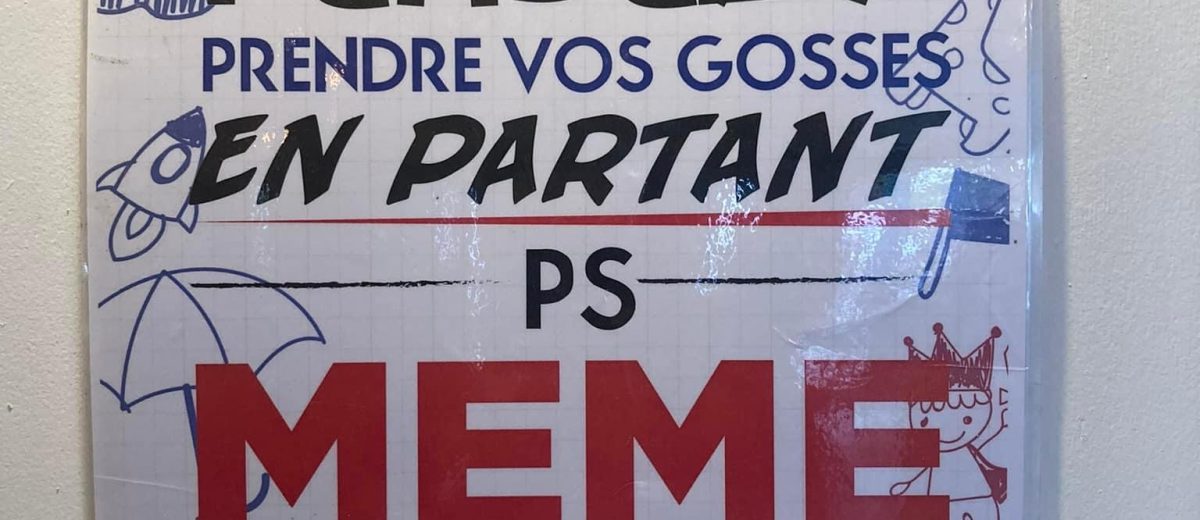 PRENDRE VOS GOSSES
EN PARTANT
PS
MEME